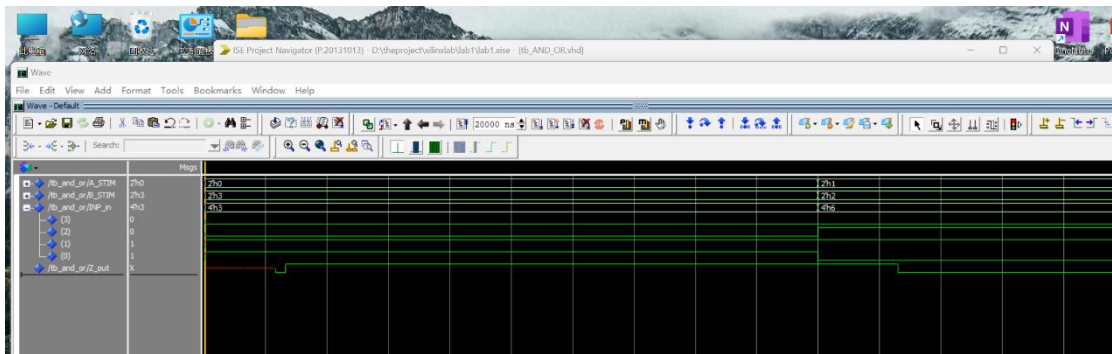 ISE Project Navigator (P.20131013) - D:\theproject\xilinxlab\lab1\lab1.xise - [tb_AND_OR.vhd]
Wave
File Edit View Add Format Tools Bookmarks Window Help
Wave - Default
20000 ns
Search:
Msgs
/tb_and_or/A_STIM 2'h0 2'h0 2'h1
/tb_and_or/B_STIM 2'h3 2'h3 2'h2
/tb_and_or/INP_in 4'h3 4'h3 4'h6
(3) 0
(2) 0
(1) 1
(0) 1
/tb_and_or/Z_out X